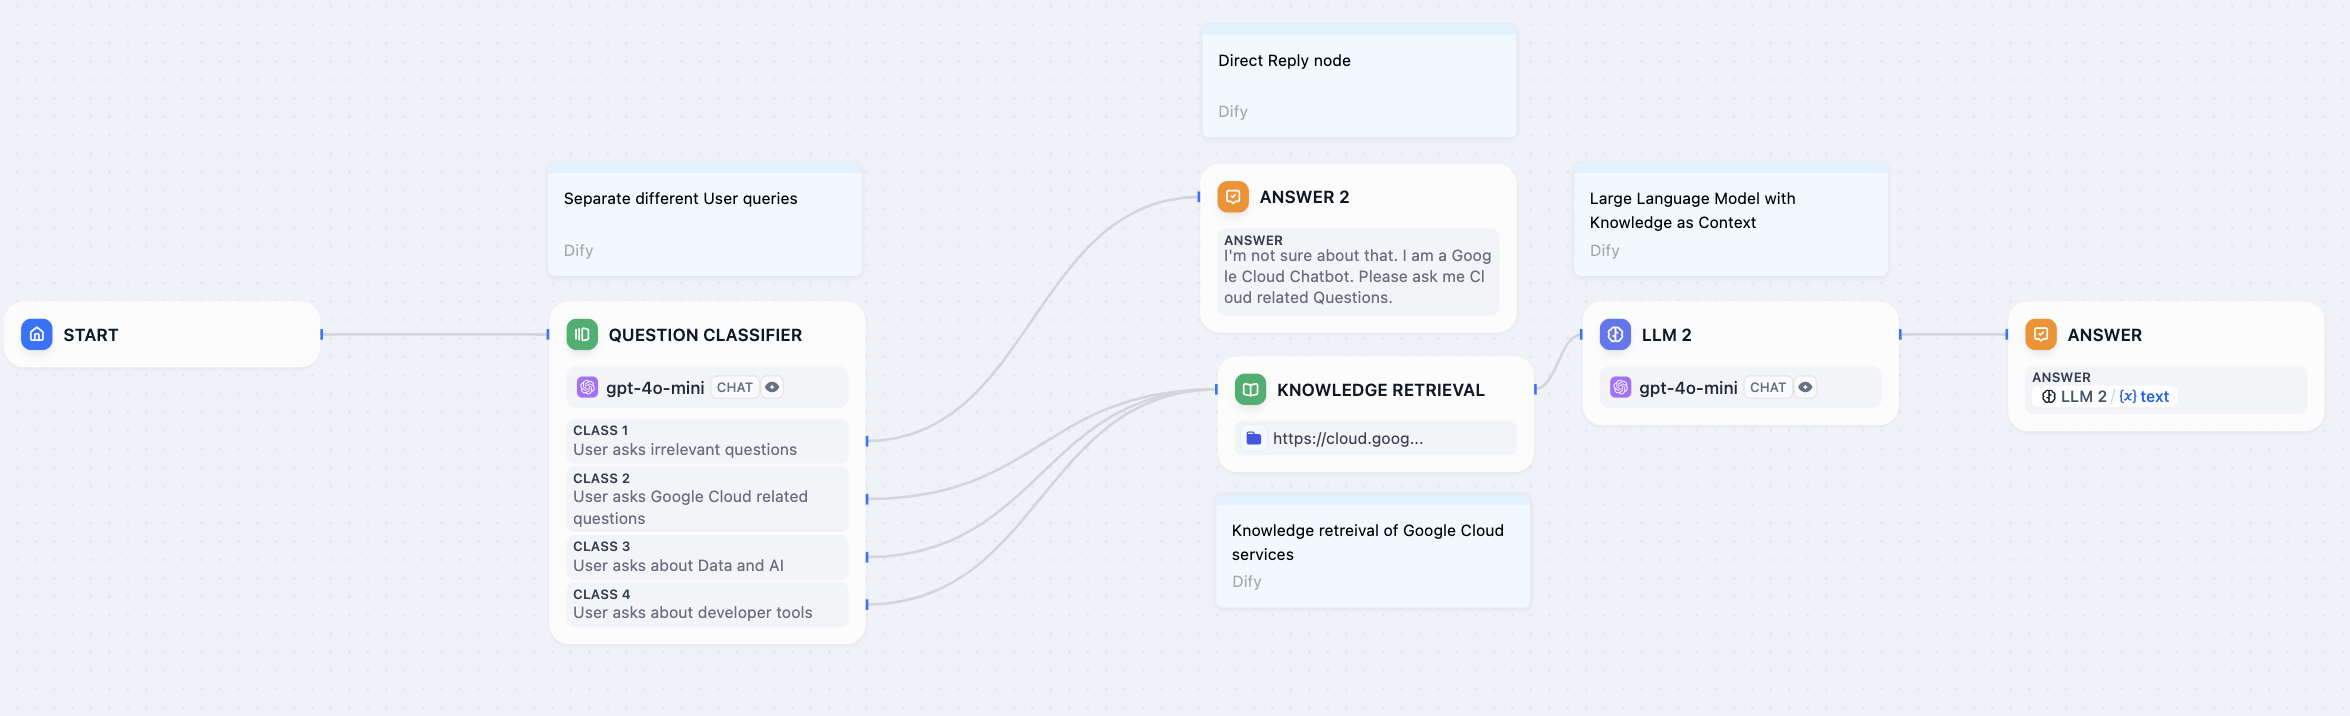 START
Separate different User queries
Dify
QUESTION CLASSIFIER
gpt-4o-mini CHAT
CLASS 1
User asks irrelevant questions
CLASS 2
User asks Google Cloud related
questions
CLASS 3
User asks about Data and AI
CLASS 4
User asks about developer tools
Direct Reply node
Dify
ANSWER 2
ANSWER
I'm not sure about that. I am a Goog
le Cloud Chatbot. Please ask me Cl
oud related Questions.
KNOWLEDGE RETRIEVAL
https://cloud.goog...
Knowledge retreival of Google Cloud
services
Dify
Large Language Model with
Knowledge as Context
Dify
LLM 2
gpt-4o-mini CHAT
ANSWER
ANSWER
LLM 2 / {x} text